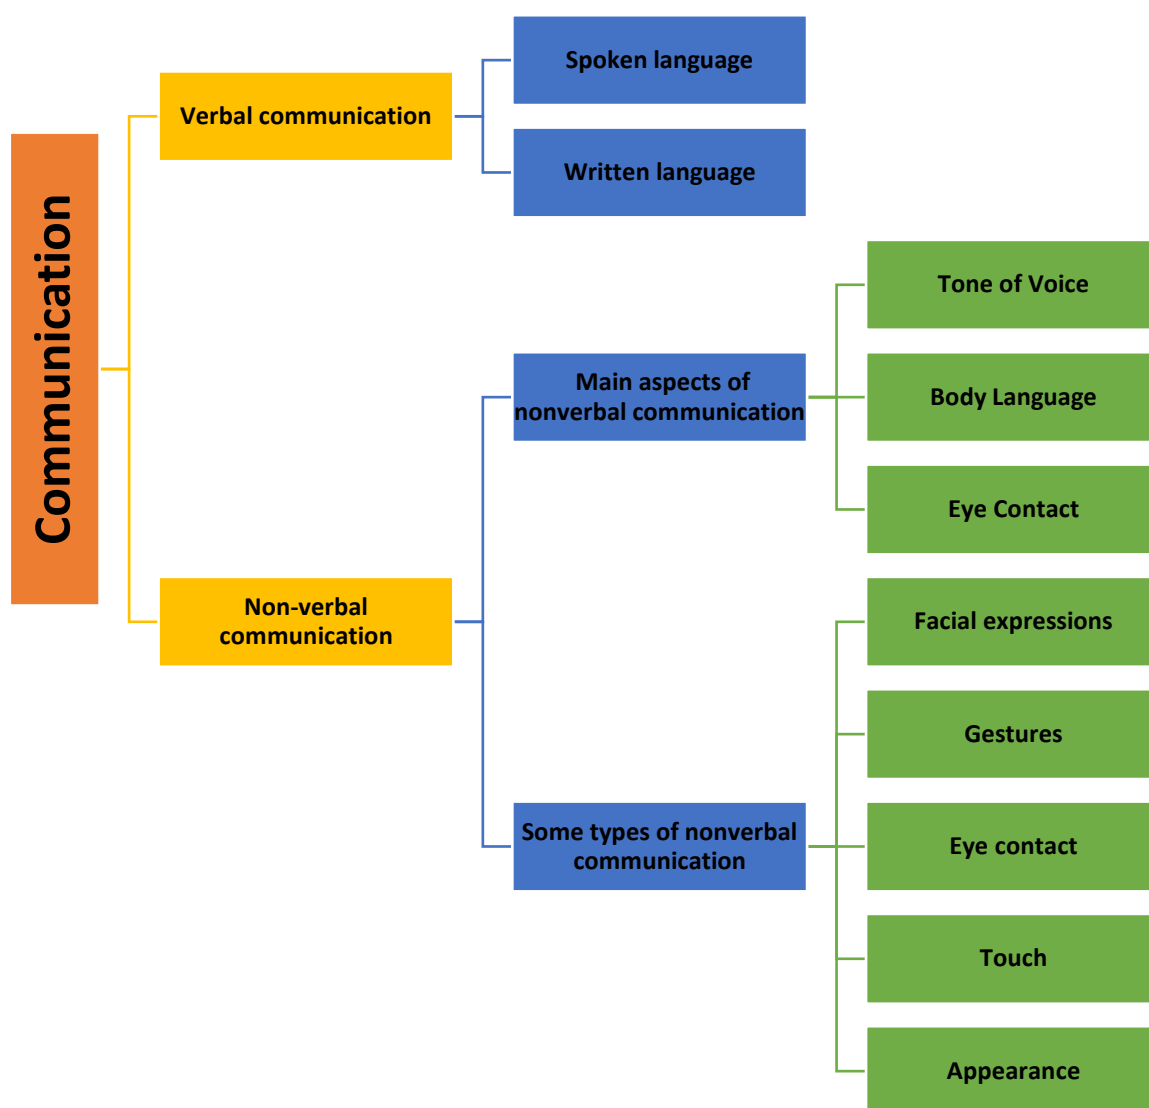 Communication
Verbal communication
Spoken language
Written language
Non-verbal
communication
Main aspects of
nonverbal communication
Tone of Voice
Body Language
Eye Contact
Some types of nonverbal
communication
Facial expressions
Gestures
Eye contact
Touch
Appearance